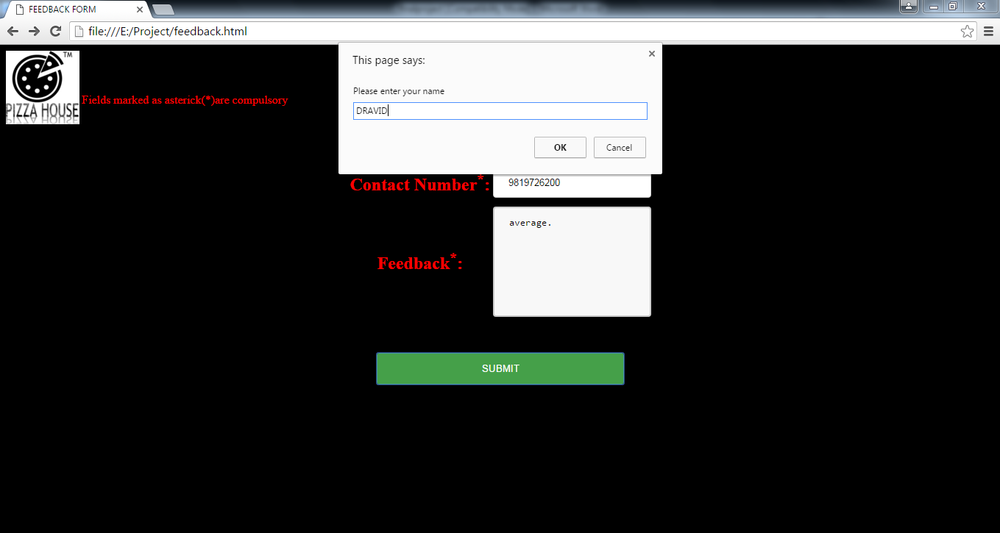 FEEDBACK FORM
file:///E:/Project/feedback.html
TM
PIZZA HOUSE
Fields marked as asterick(*)are compulsory
This page says:
Please enter your name
DRAVID
OK Cancel
Contact Number*: 9819726200
average.
Feedback*:
SUBMIT